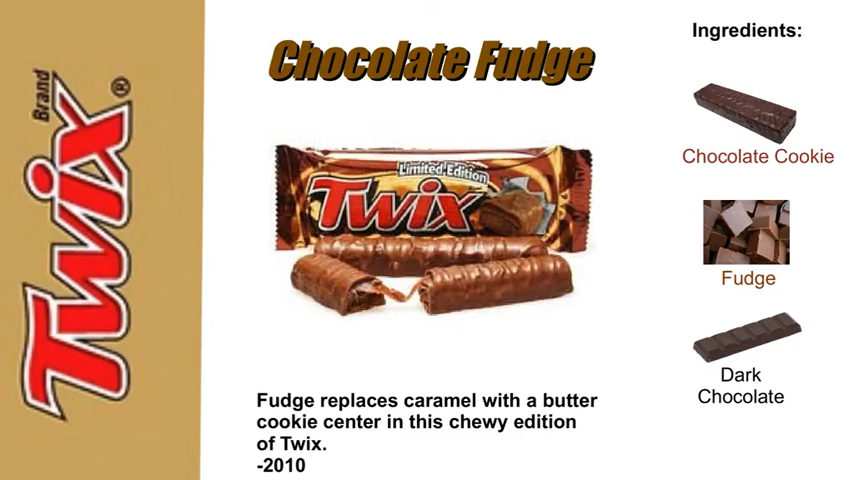 Twix
Brand
®
Chocolate Fudge
Limited Edition
Twix
Fudge replaces caramel with a butter
cookie center in this chewy edition
of Twix.
-2010
Ingredients:
Chocolate Cookie
Fudge
Dark
Chocolate